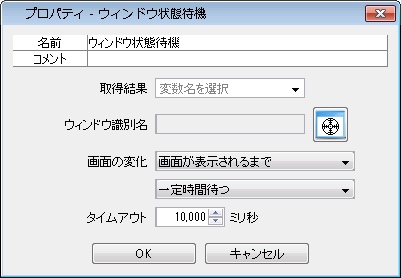 プロパティ - ウィンドウ状態待機
名前 ウィンドウ状態待機
コメント
取得結果 変数名を選択
ウィンドウ識別名
画面の変化 画面が表示されるまで
一定時間待つ
タイムアウト 10,000 ミリ秒
OK キャンセル